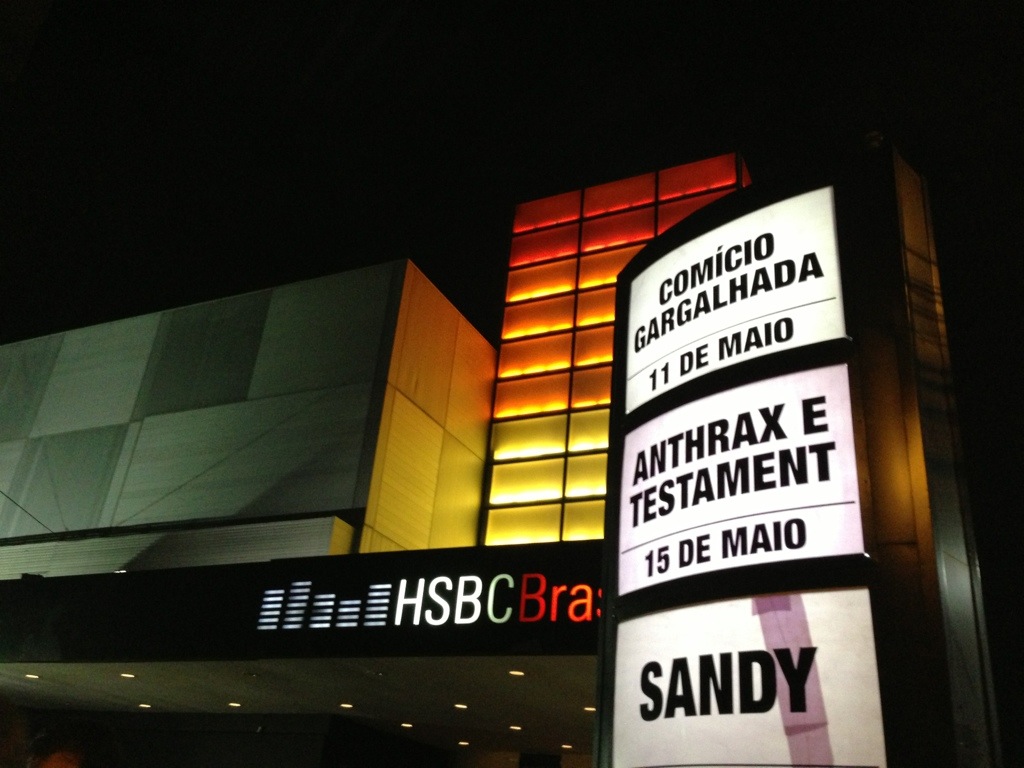 COMÍCIO
GARGALHADA
11 DE MAIO
ANTHRAX E
TESTAMENT
15 DE MAIO
SANDY
HSBCBras